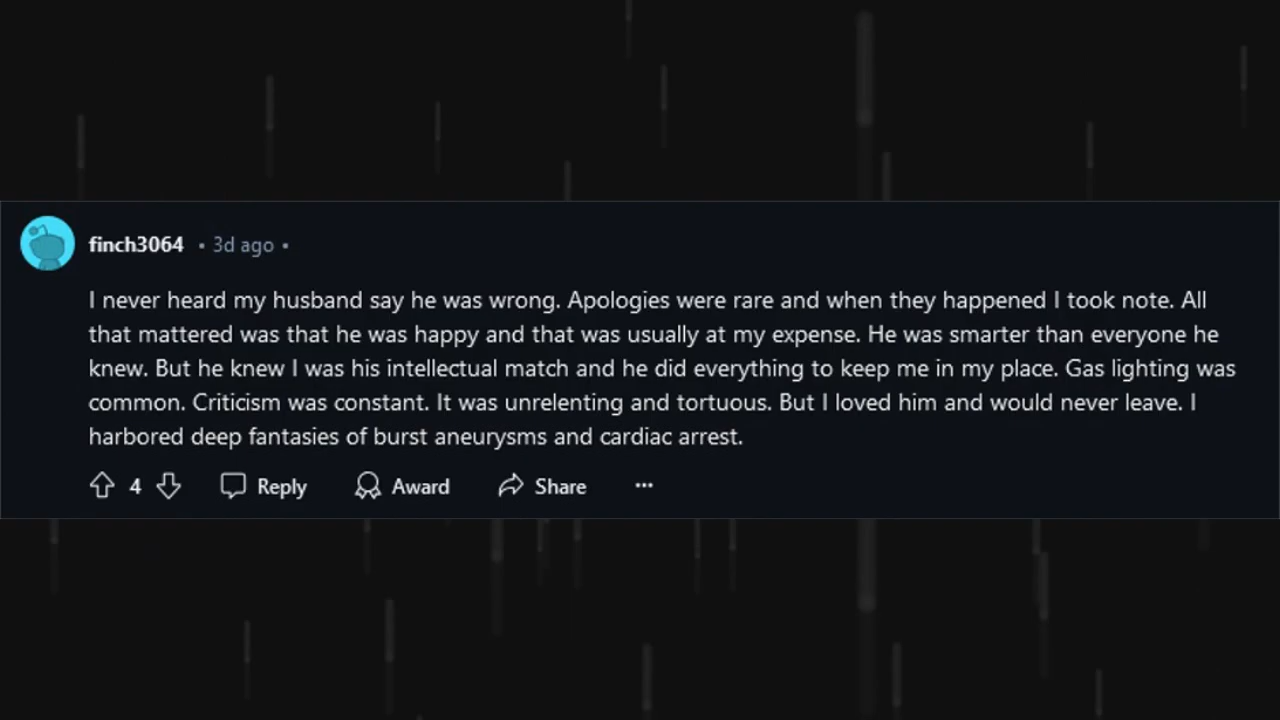 finch3064 • 3d ago •
I never heard my husband say he was wrong. Apologies were rare and when they happened I took note. All
that mattered was that he was happy and that was usually at my expense. He was smarter than everyone he
knew. But he knew I was his intellectual match and he did everything to keep me in my place. Gas lighting was
common. Criticism was constant. It was unrelenting and tortuous. But I loved him and would never leave. I
harbored deep fantasies of burst aneurysms and cardiac arrest.
4 Reply Award Share ...